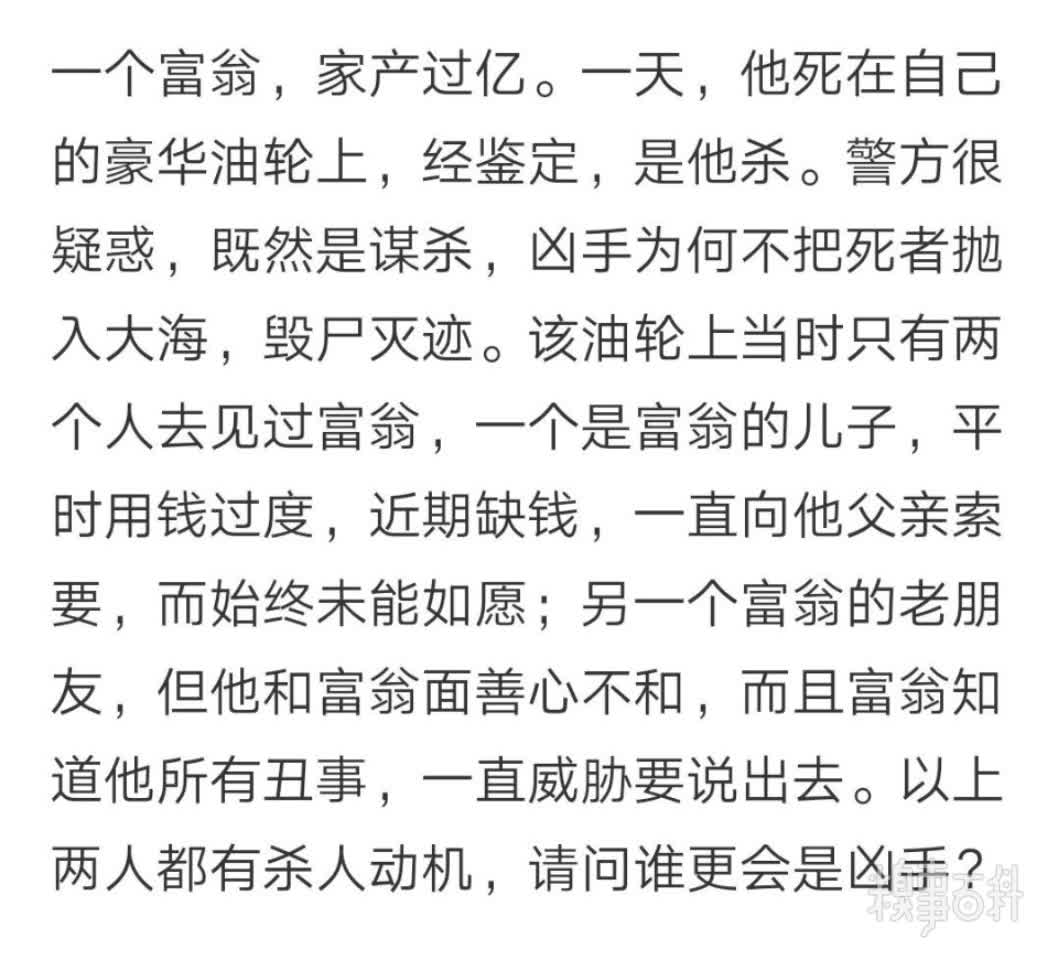 一个富翁，家产过亿。一天，他死在自己
的豪华油轮上，经鉴定，是他杀。警方很
疑惑，既然是谋杀，凶手为何不把死者抛
入大海，毁尸灭迹。该油轮上当时只有两
个人去见过富翁，一个是富翁的儿子，平
时用钱过度，近期缺钱，一直向他父亲索
要，而始终未能如愿；另一个富翁的老朋
友，但他和富翁面善心不和，而且富翁知
道他所有丑事，一直威胁要说出去。以上
两人都有杀人动机，请问谁更会是凶手？
糗事百科